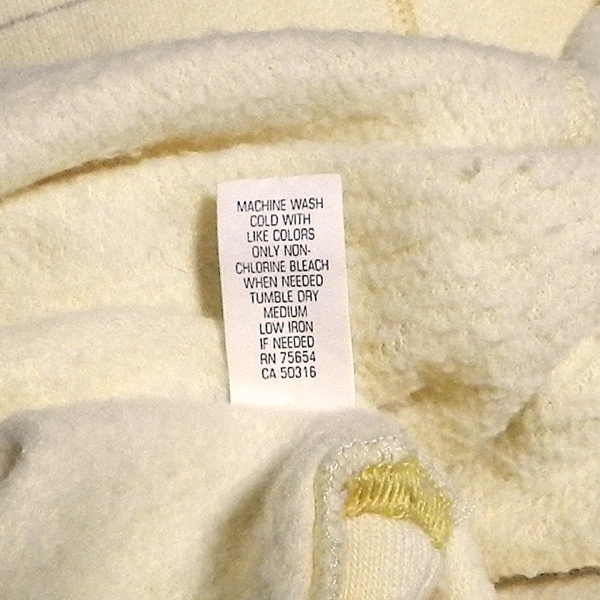 MACHINE WASH
COLD WITH
LIKE COLORS
ONLY NON-
CHLORINE BLEACH
WHEN NEEDED
TUMBLE DRY
MEDIUM
LOW IRON
IF NEEDED
RN 75654
CA 50316